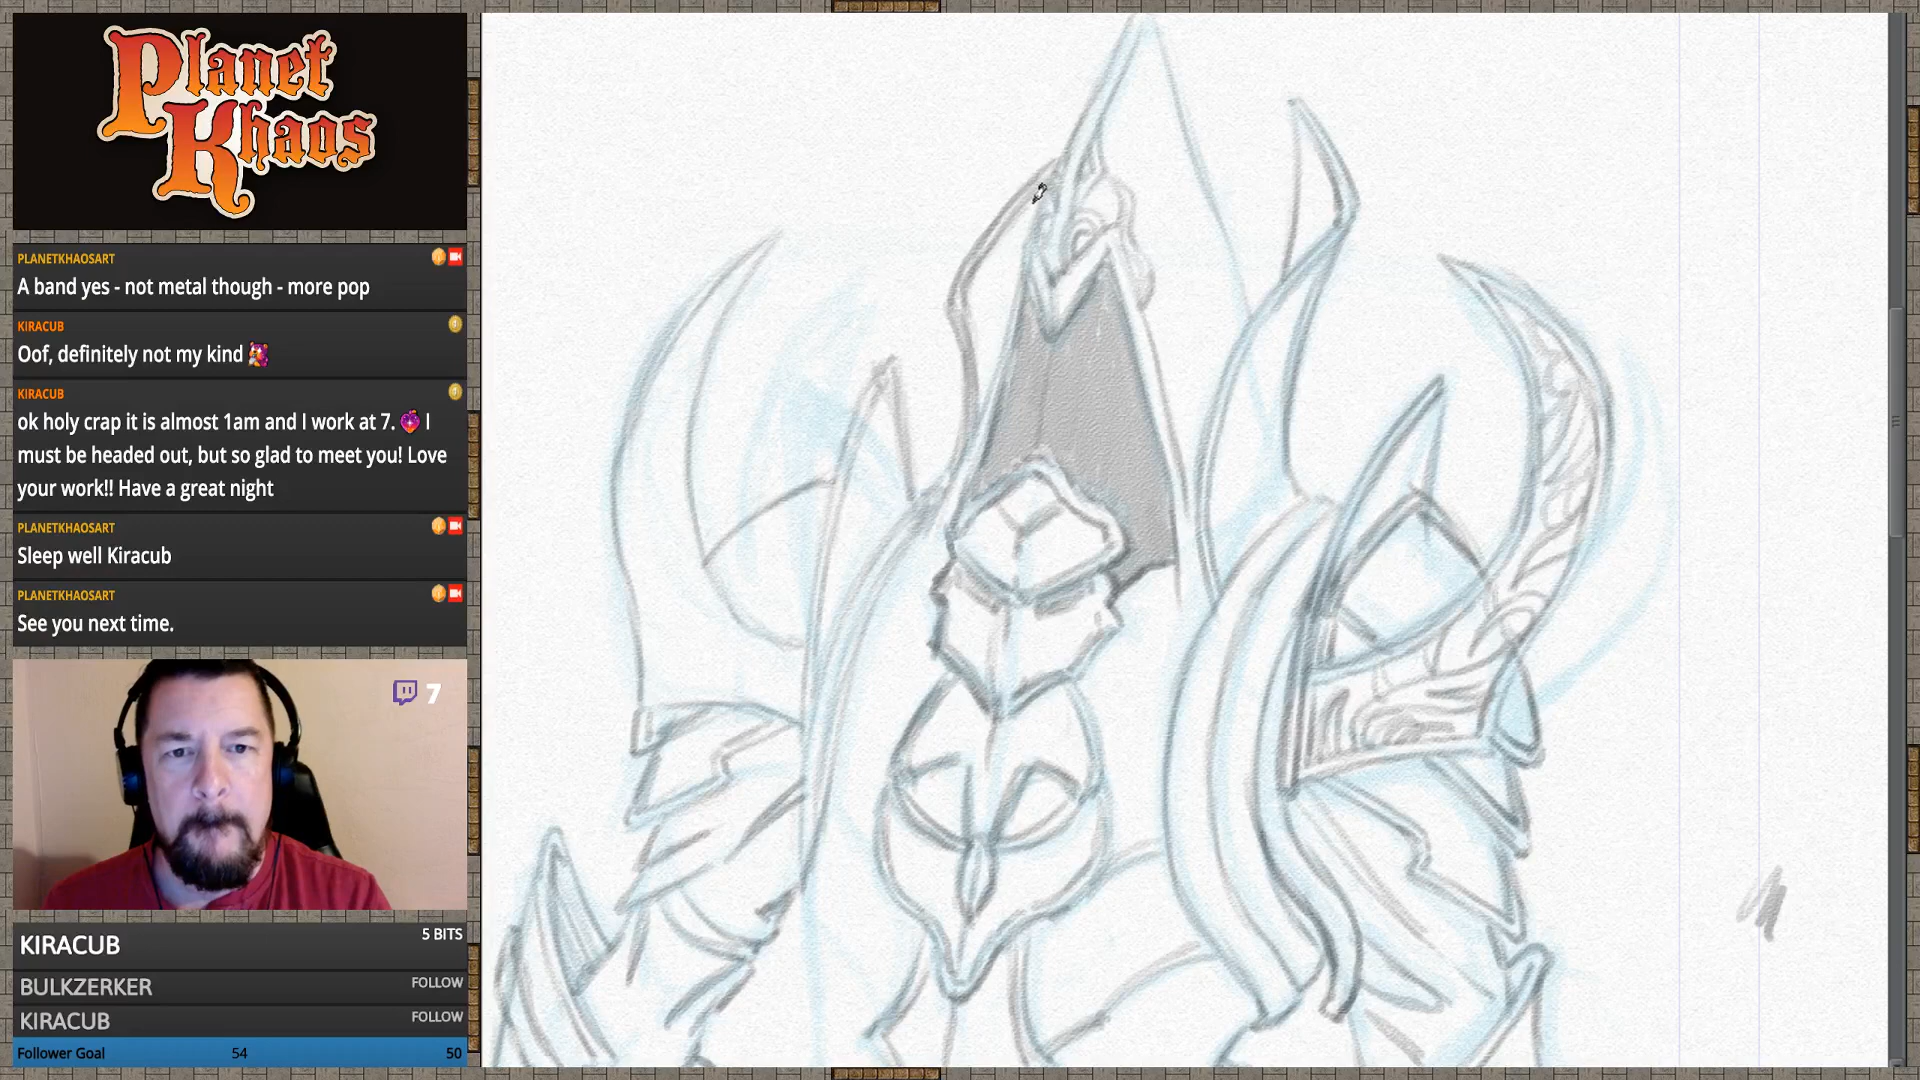 Planet
Khaos
PLANETKHAOSART
A band yes - not metal though - more pop
KIRACUB
Oof, definitely not my kind
KIRACUB
ok holy crap it is almost 1am and I work at 7. I
must be headed out, but so glad to meet you! Love
your work!! Have a great night
PLANETKHAOSART
Sleep well Kiracub
PLANETKHAOSART
See you next time.
7
KIRACUB 5 BITS
BULKZERKER FOLLOW
KIRACUB FOLLOW
Follower Goal 54 50